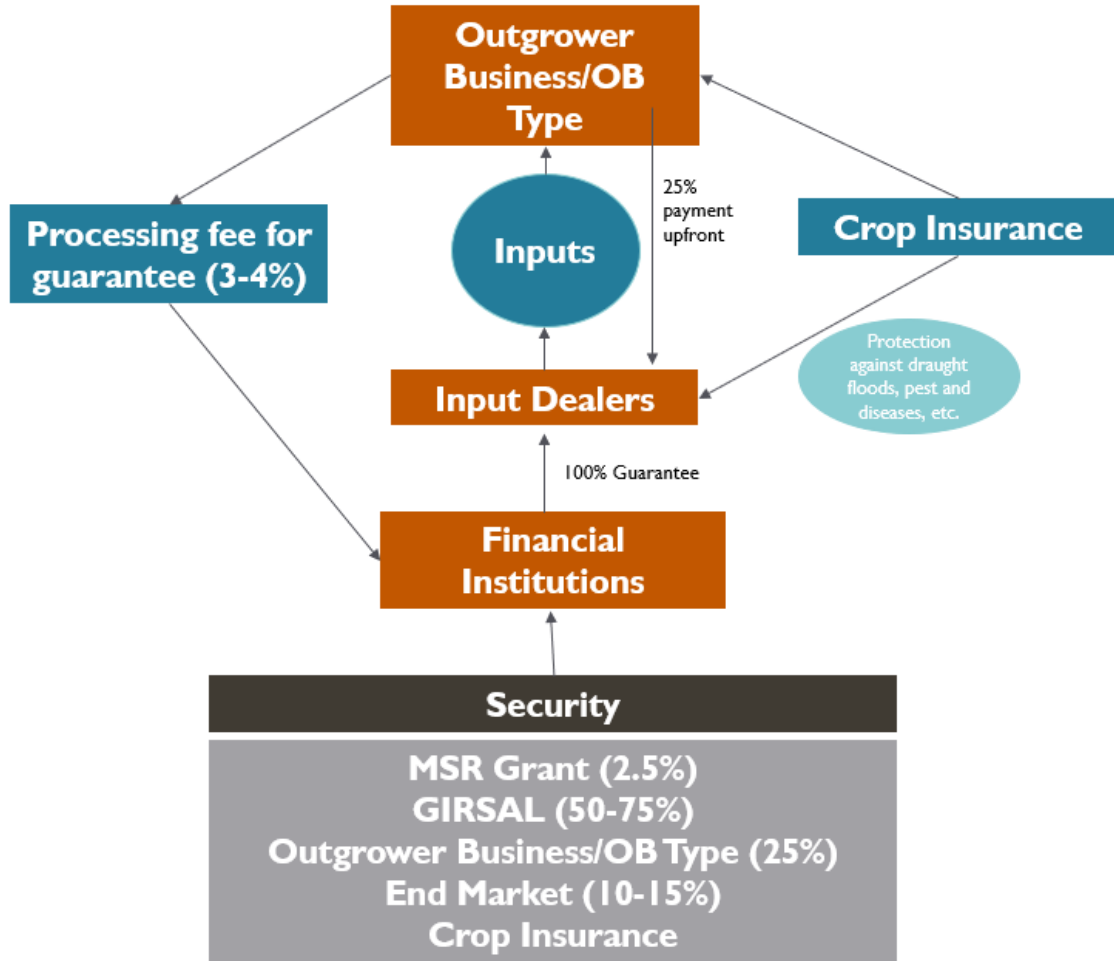 Outgrower
Business/OB
Type
25%
payment
upfront
Processing fee for
guarantee (3-4%)
Inputs
Crop Insurance
Protection
against draught
floods, pest and
diseases, etc.
Input Dealers
100% Guarantee
Financial
Institutions
Security
MSR Grant (2.5%)
GIRSAL (50-75%)
Outgrower Business/OB Type (25%)
End Market (10-15%)
Crop Insurance